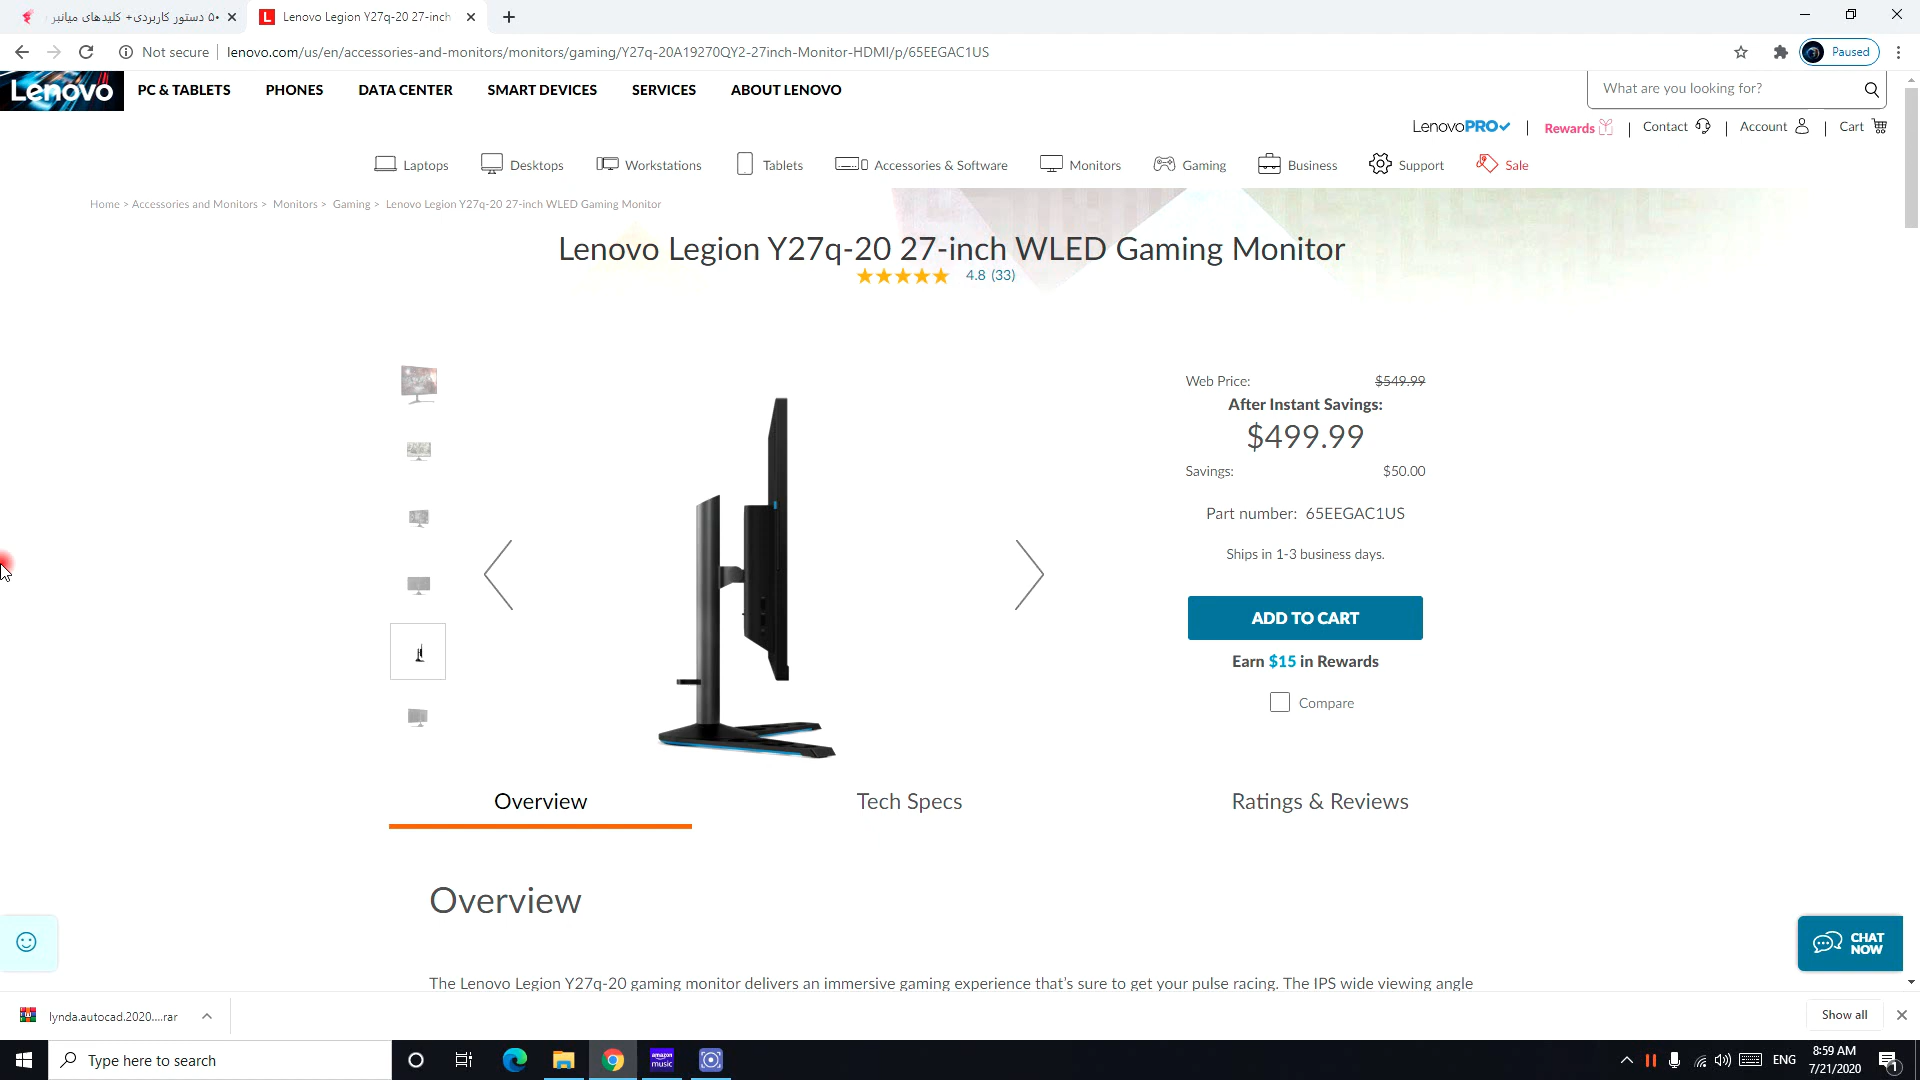 ۵۰ دستور کاربردی+ کلیدهای میانبر
Lenovo Legion Y27q-20 27-inch
Not secure
lenovo.com/us/en/accessories-and-monitors/monitors/gaming/Y27q-20A19270QY2-27inch-Monitor-HDMI/p/65EEGAC1US
Paused
Lenovo
PC & TABLETS PHONES DATA CENTER SMART DEVICES SERVICES ABOUT LENOVO
What are you looking for?
LenovoPRO Rewards Contact Account Cart
Laptops Desktops Workstations Tablets Accessories & Software Monitors Gaming Business Support Sale
Home > Accessories and Monitors > Monitors > Gaming > Lenovo Legion Y27q-20 27-inch WLED Gaming Monitor
Lenovo Legion Y27q-20 27-inch WLED Gaming Monitor
4.8 (33)
Web Price: $549.99
After Instant Savings:
$499.99
Savings: $50.00
Part number: 65EEGAC1US
Ships in 1-3 business days.
ADD TO CART
Earn $15 in Rewards
Compare
Overview Tech Specs Ratings & Reviews
Overview
CHAT NOW
The Lenovo Legion Y27q-20 gaming monitor delivers an immersive gaming experience that's sure to get your pulse racing. The IPS wide viewing angle
lynda.autocad.2020....rar
Show all
Type here to search
amazon music
ENG
8:59 AM
7/21/2020
1